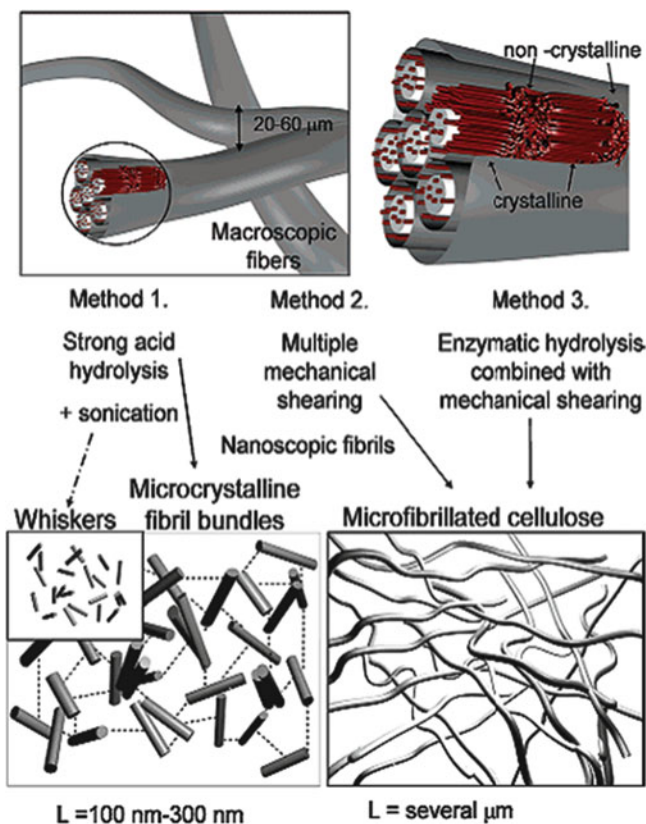 non -crystalline
20-60 μm
crystalline
Macroscopic
fibers
Method 1.
Method 2.
Method 3.
Strong acid
hydrolysis
+ sonication
Multiple
mechanical
shearing
Enzymatic hydrolysis
combined with
mechanical shearing
Nanoscopic fibrils
Whiskers
Microcrystalline
fibril bundles
Microfibrillated cellulose
L =100 nm-300 nm
L = several μm